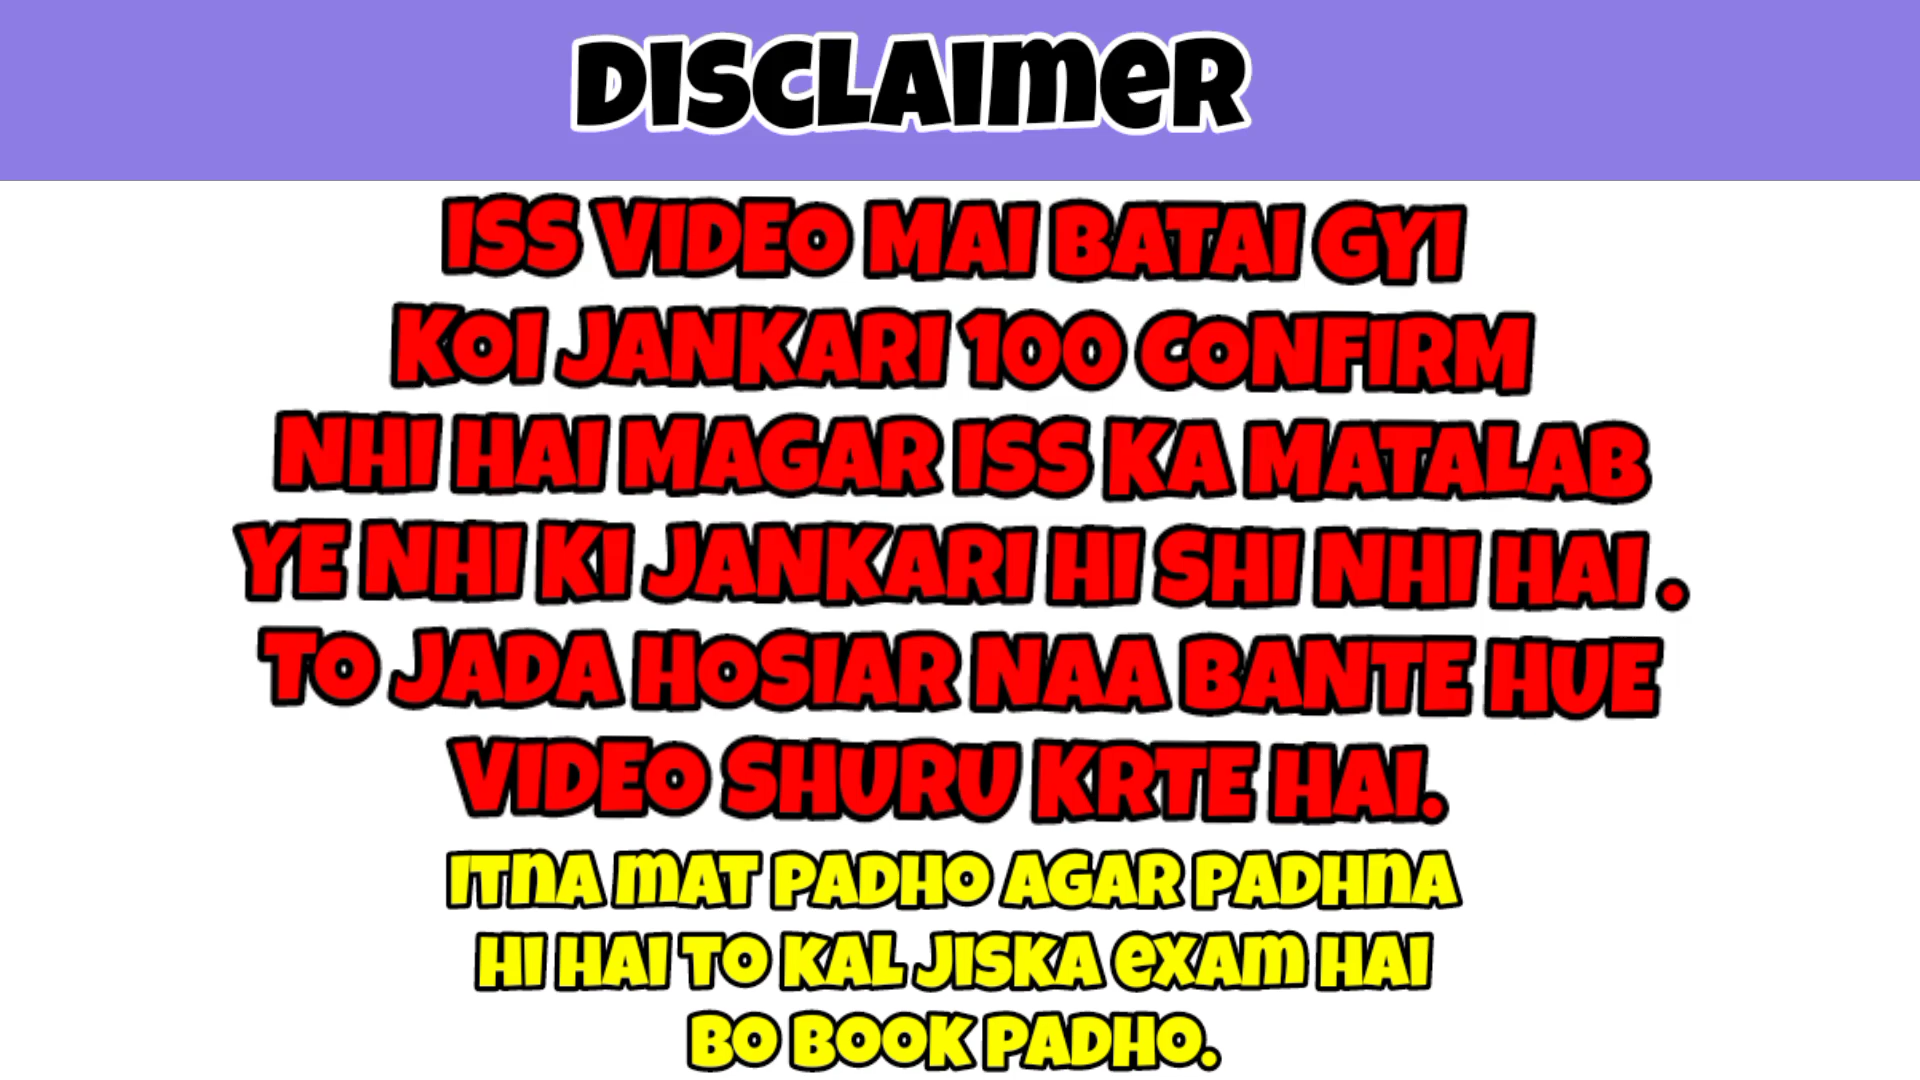 DISCLAIMER
ISS VIDEO MAI BATAI GYI
KOI JANKARI 100 CONFIRM
NHI HAI MAGAR ISS KA MATALAB
YE NHI KI JANKARI HI SHI NHI HAI .
TO JADA HOSIAR NAA BANTE HUE
VIDEO SHURU KRTE HAI.
ITNA MAT PADHO AGAR PADHNA
HI HAI TO KAL JISKA EXAM HAI
BO BOOK PADHO.